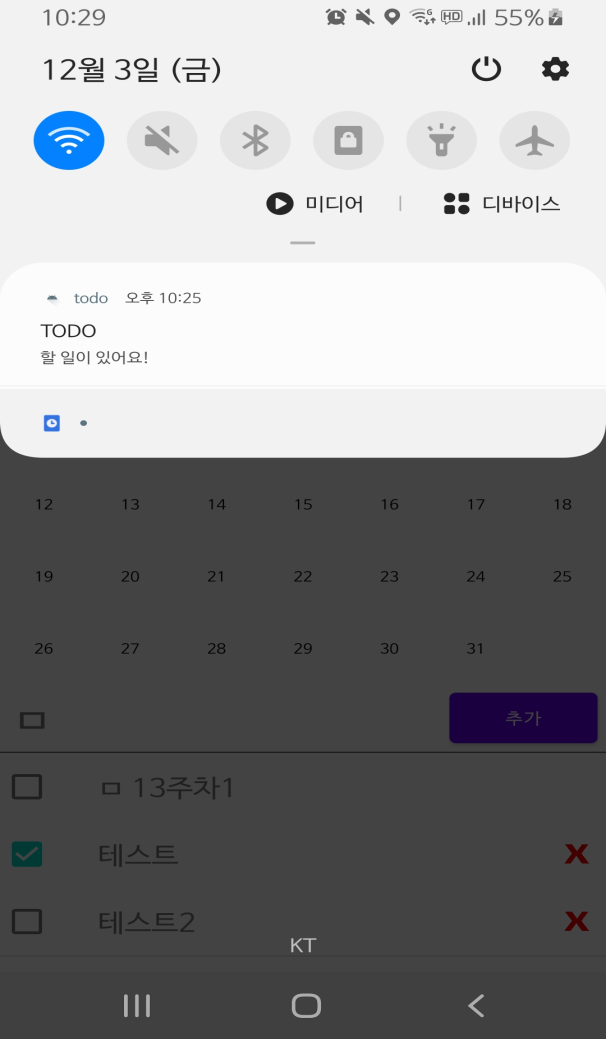 10:29 HD 55%
12월 3일 (금)
미디어 | 디바이스
todo 오후 10:25
TODO
할 일이 있어요!
12 13 14 15 16 17 18
19 20 21 22 23 24 25
26 27 28 29 30 31
ㅁ 추가
ㅁ 13주차1
테스트 X
테스트2 X
KT